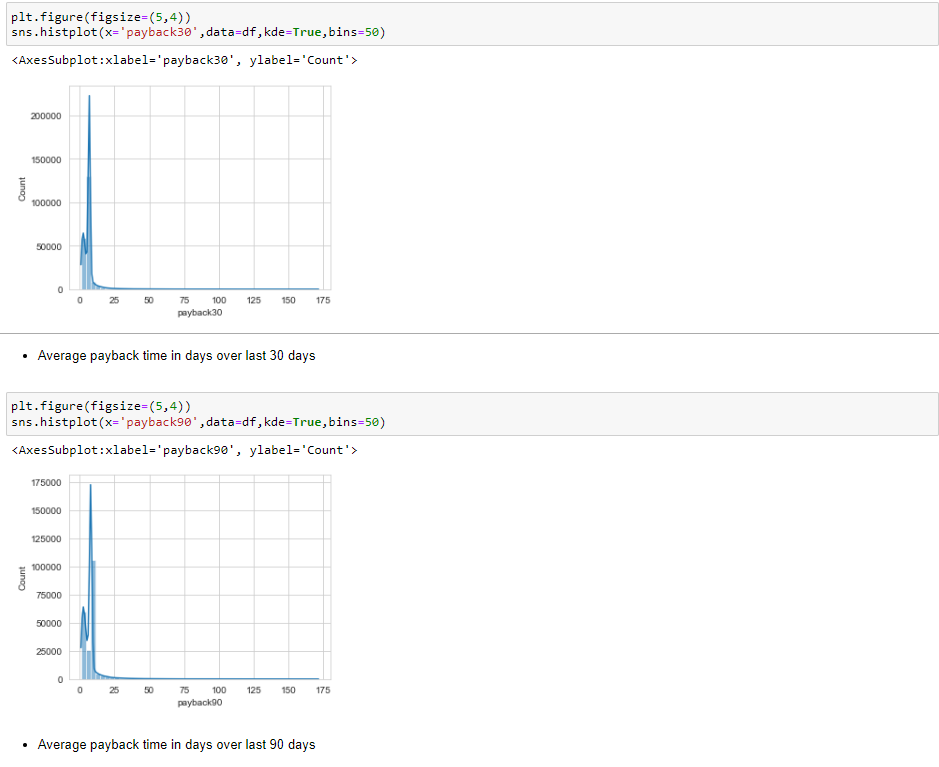 plt.figure(figsize=(5,4))
sns.histplot(x='payback30',data=df,kde=True,bins=50)
<AxesSubplot:xlabel='payback30', ylabel='Count'>
200000
150000
100000
50000
0
Count
0 25 50 75 100 125 150 175
payback30
• Average payback time in days over last 30 days
plt.figure(figsize=(5,4))
sns.histplot(x='payback90',data=df,kde=True,bins=50)
<AxesSubplot:xlabel='payback90', ylabel='Count'>
175000
150000
125000
100000
75000
50000
25000
0
Count
0 25 50 75 100 125 150 175
payback90
• Average payback time in days over last 90 days